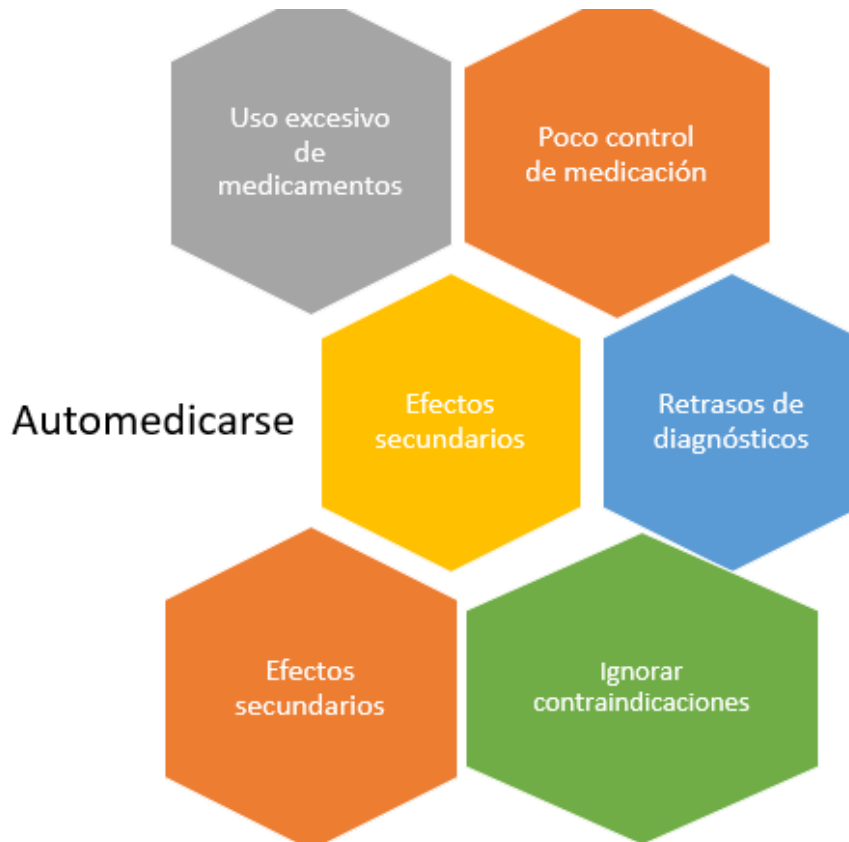 Uso excesivo
de
medicamentos
Poco control
de medicación
Automedicarse
Efectos
secundarios
Retrasos de
diagnósticos
Efectos
secundarios
Ignorar
contraindicaciones